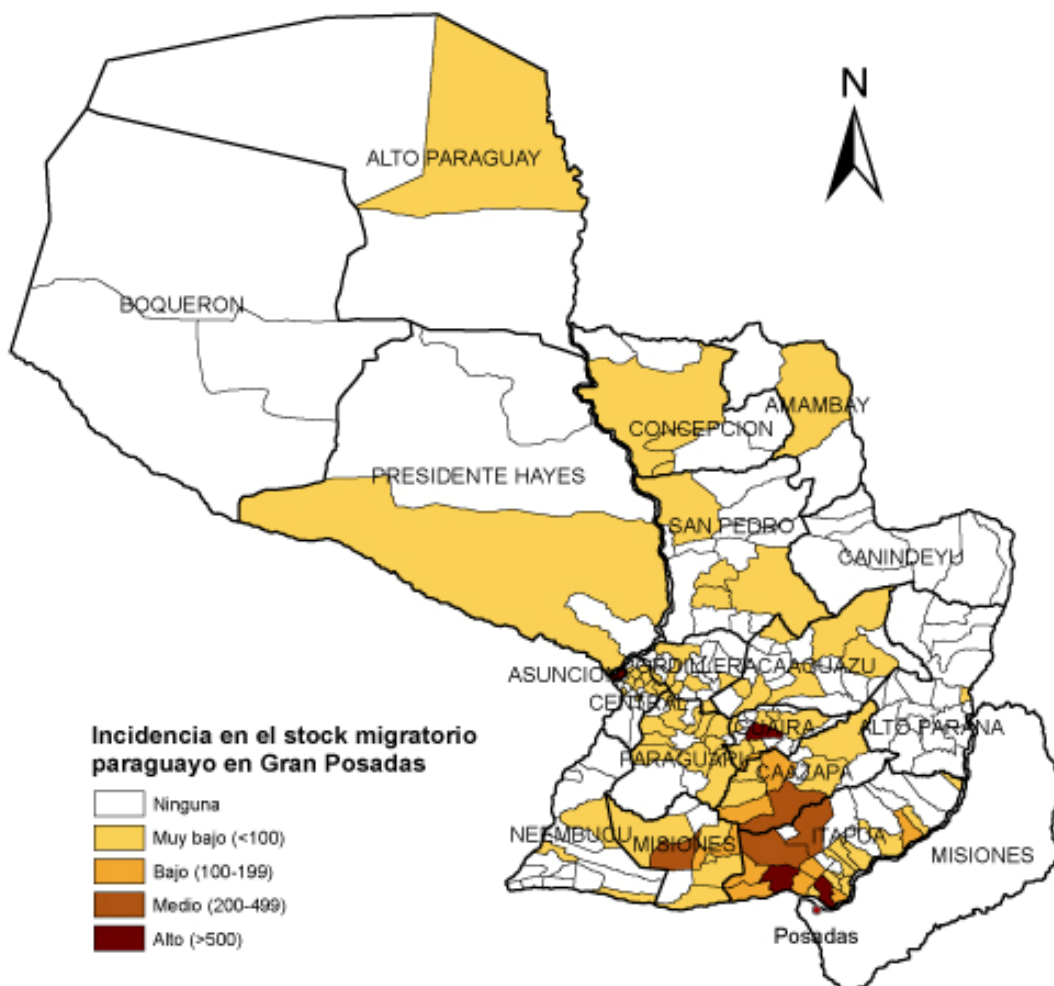 N
ALTO PARAGUAY
BOQUERON
AMAMBAY
CONCEPCION
PRESIDENTE HAYES
SAN PEDRO
CANINDEYU
ASUNCION
CORDILLERA
CAAGUAZU
CENTRAL
GUAIRA
ALTO PARANA
PARAGUARI
CAAZAPA
Incidencia en el stock migratorio
paraguayo en Gran Posadas
Ninguna
Muy bajo (<100)
Bajo (100-199)
Medio (200-499)
Alto (>500)
NEEMBUCU
MISIONES
ITAPUA
MISIONES
Posadas